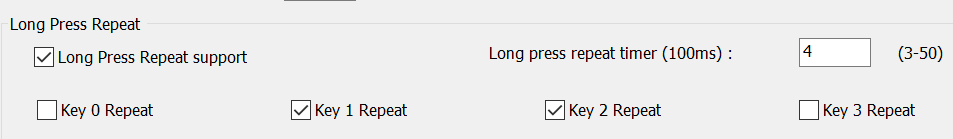 Long Press Repeat
Long Press Repeat support Long press repeat timer (100ms) : 4 (3-50)
Key 0 Repeat Key 1 Repeat Key 2 Repeat Key 3 Repeat